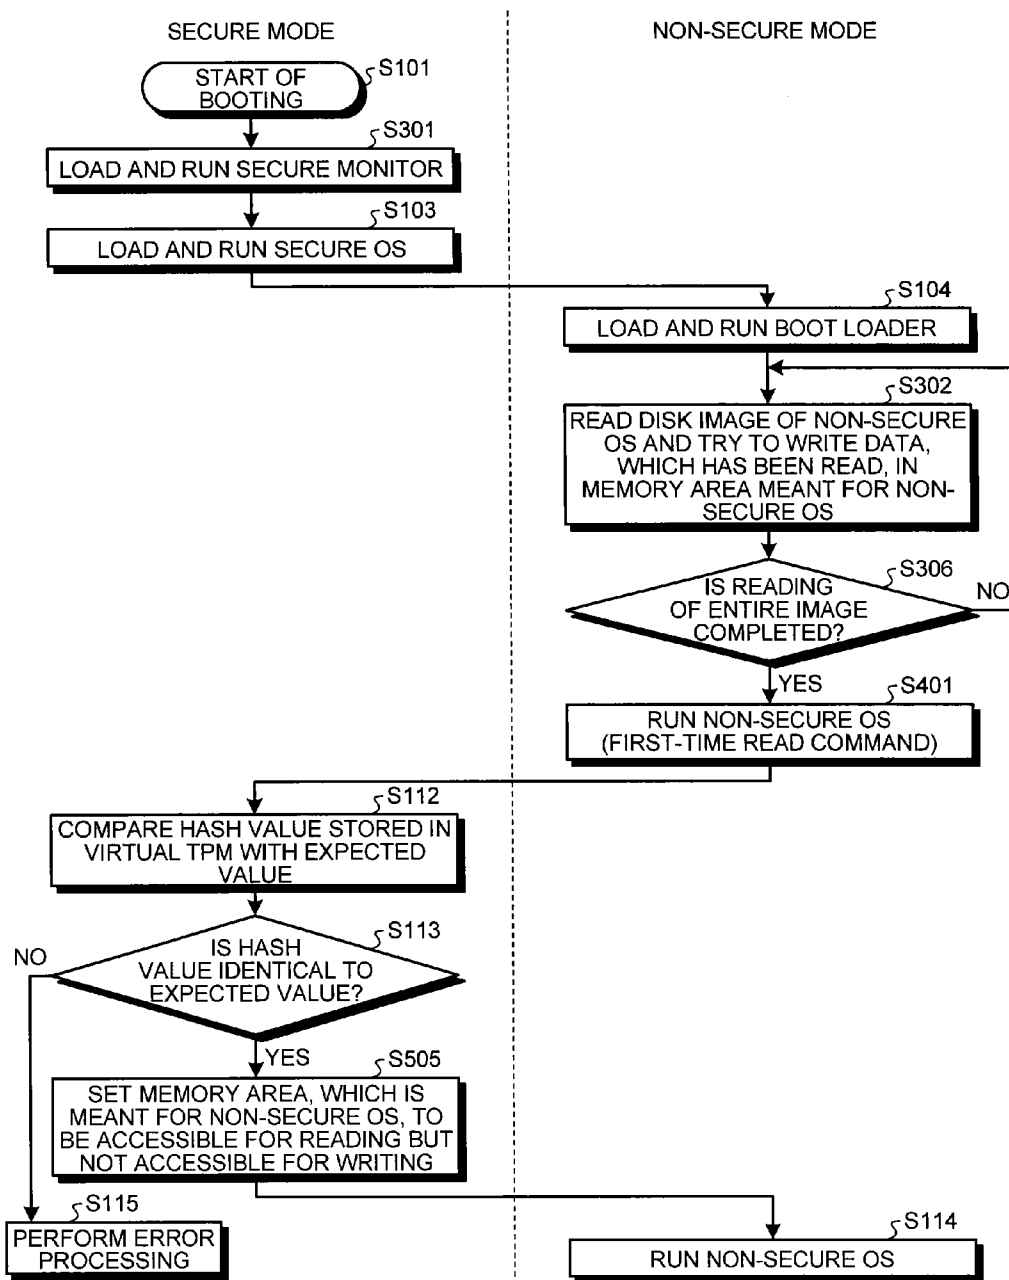 SECURE MODE
NON-SECURE MODE
START OF
BOOTING
S101
S301
LOAD AND RUN SECURE MONITOR
S103
LOAD AND RUN SECURE OS
S104
LOAD AND RUN BOOT LOADER
S302
READ DISK IMAGE OF NON-SECURE
OS AND TRY TO WRITE DATA,
WHICH HAS BEEN READ, IN
MEMORY AREA MEANT FOR NON-
SECURE OS
S306
IS READING
OF ENTIRE IMAGE
COMPLETED?
NO
YES
S401
RUN NON-SECURE OS
(FIRST-TIME READ COMMAND)
S112
COMPARE HASH VALUE STORED IN
VIRTUAL TPM WITH EXPECTED
VALUE
S113
IS HASH
VALUE IDENTICAL TO
EXPECTED VALUE?
NO
YES
S505
SET MEMORY AREA, WHICH IS
MEANT FOR NON-SECURE OS, TO
BE ACCESSIBLE FOR READING BUT
NOT ACCESSIBLE FOR WRITING
S115
PERFORM ERROR
PROCESSING
S114
RUN NON-SECURE OS